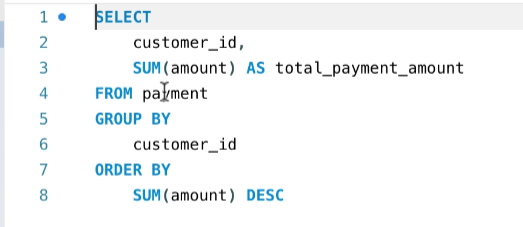 1 SELECT
2 customer_id,
3 SUM(amount) AS total_payment_amount
4 FROM payment
5 GROUP BY
6 customer_id
7 ORDER BY
8 SUM(amount) DESC